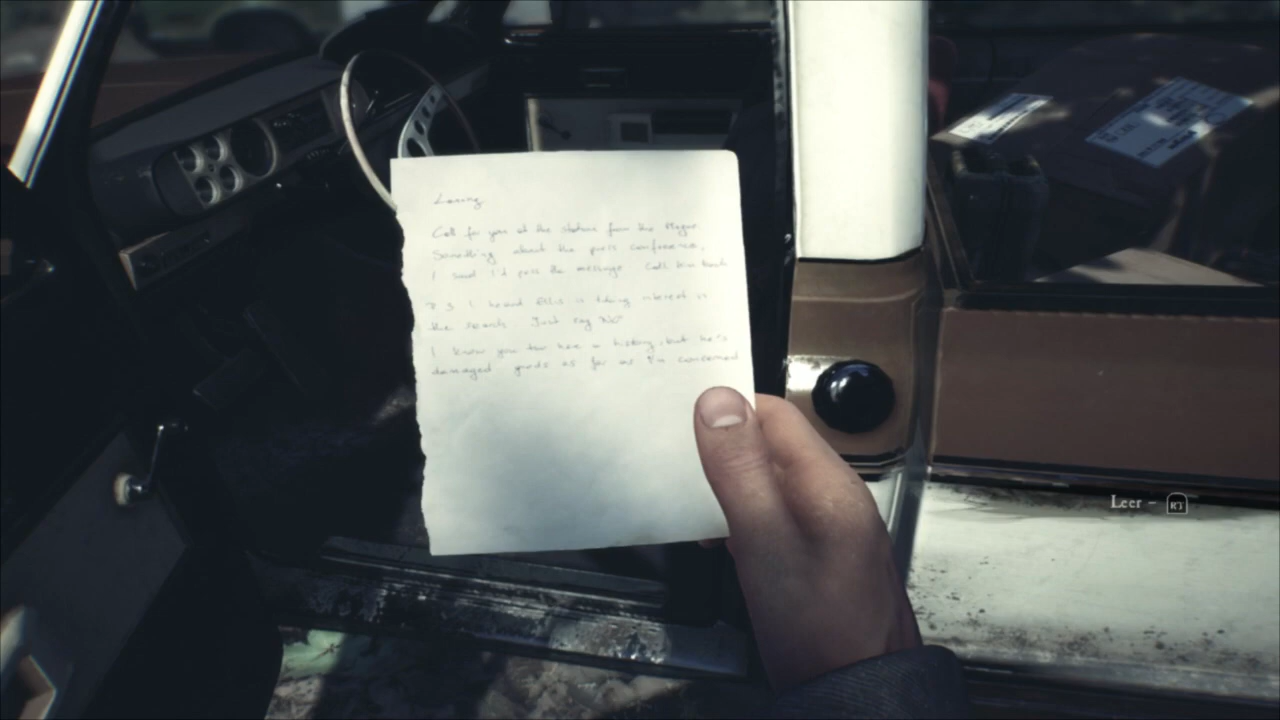 Lanning
Call for you at the station from the Mayor.
Something about the press conference,
I said I'd pass the message. Call him back
I heard Ellis is taking interest in
the search. Just say "NO"
I know you two have a history, but he's
damaged goods as far as I'm concerned
Leer -